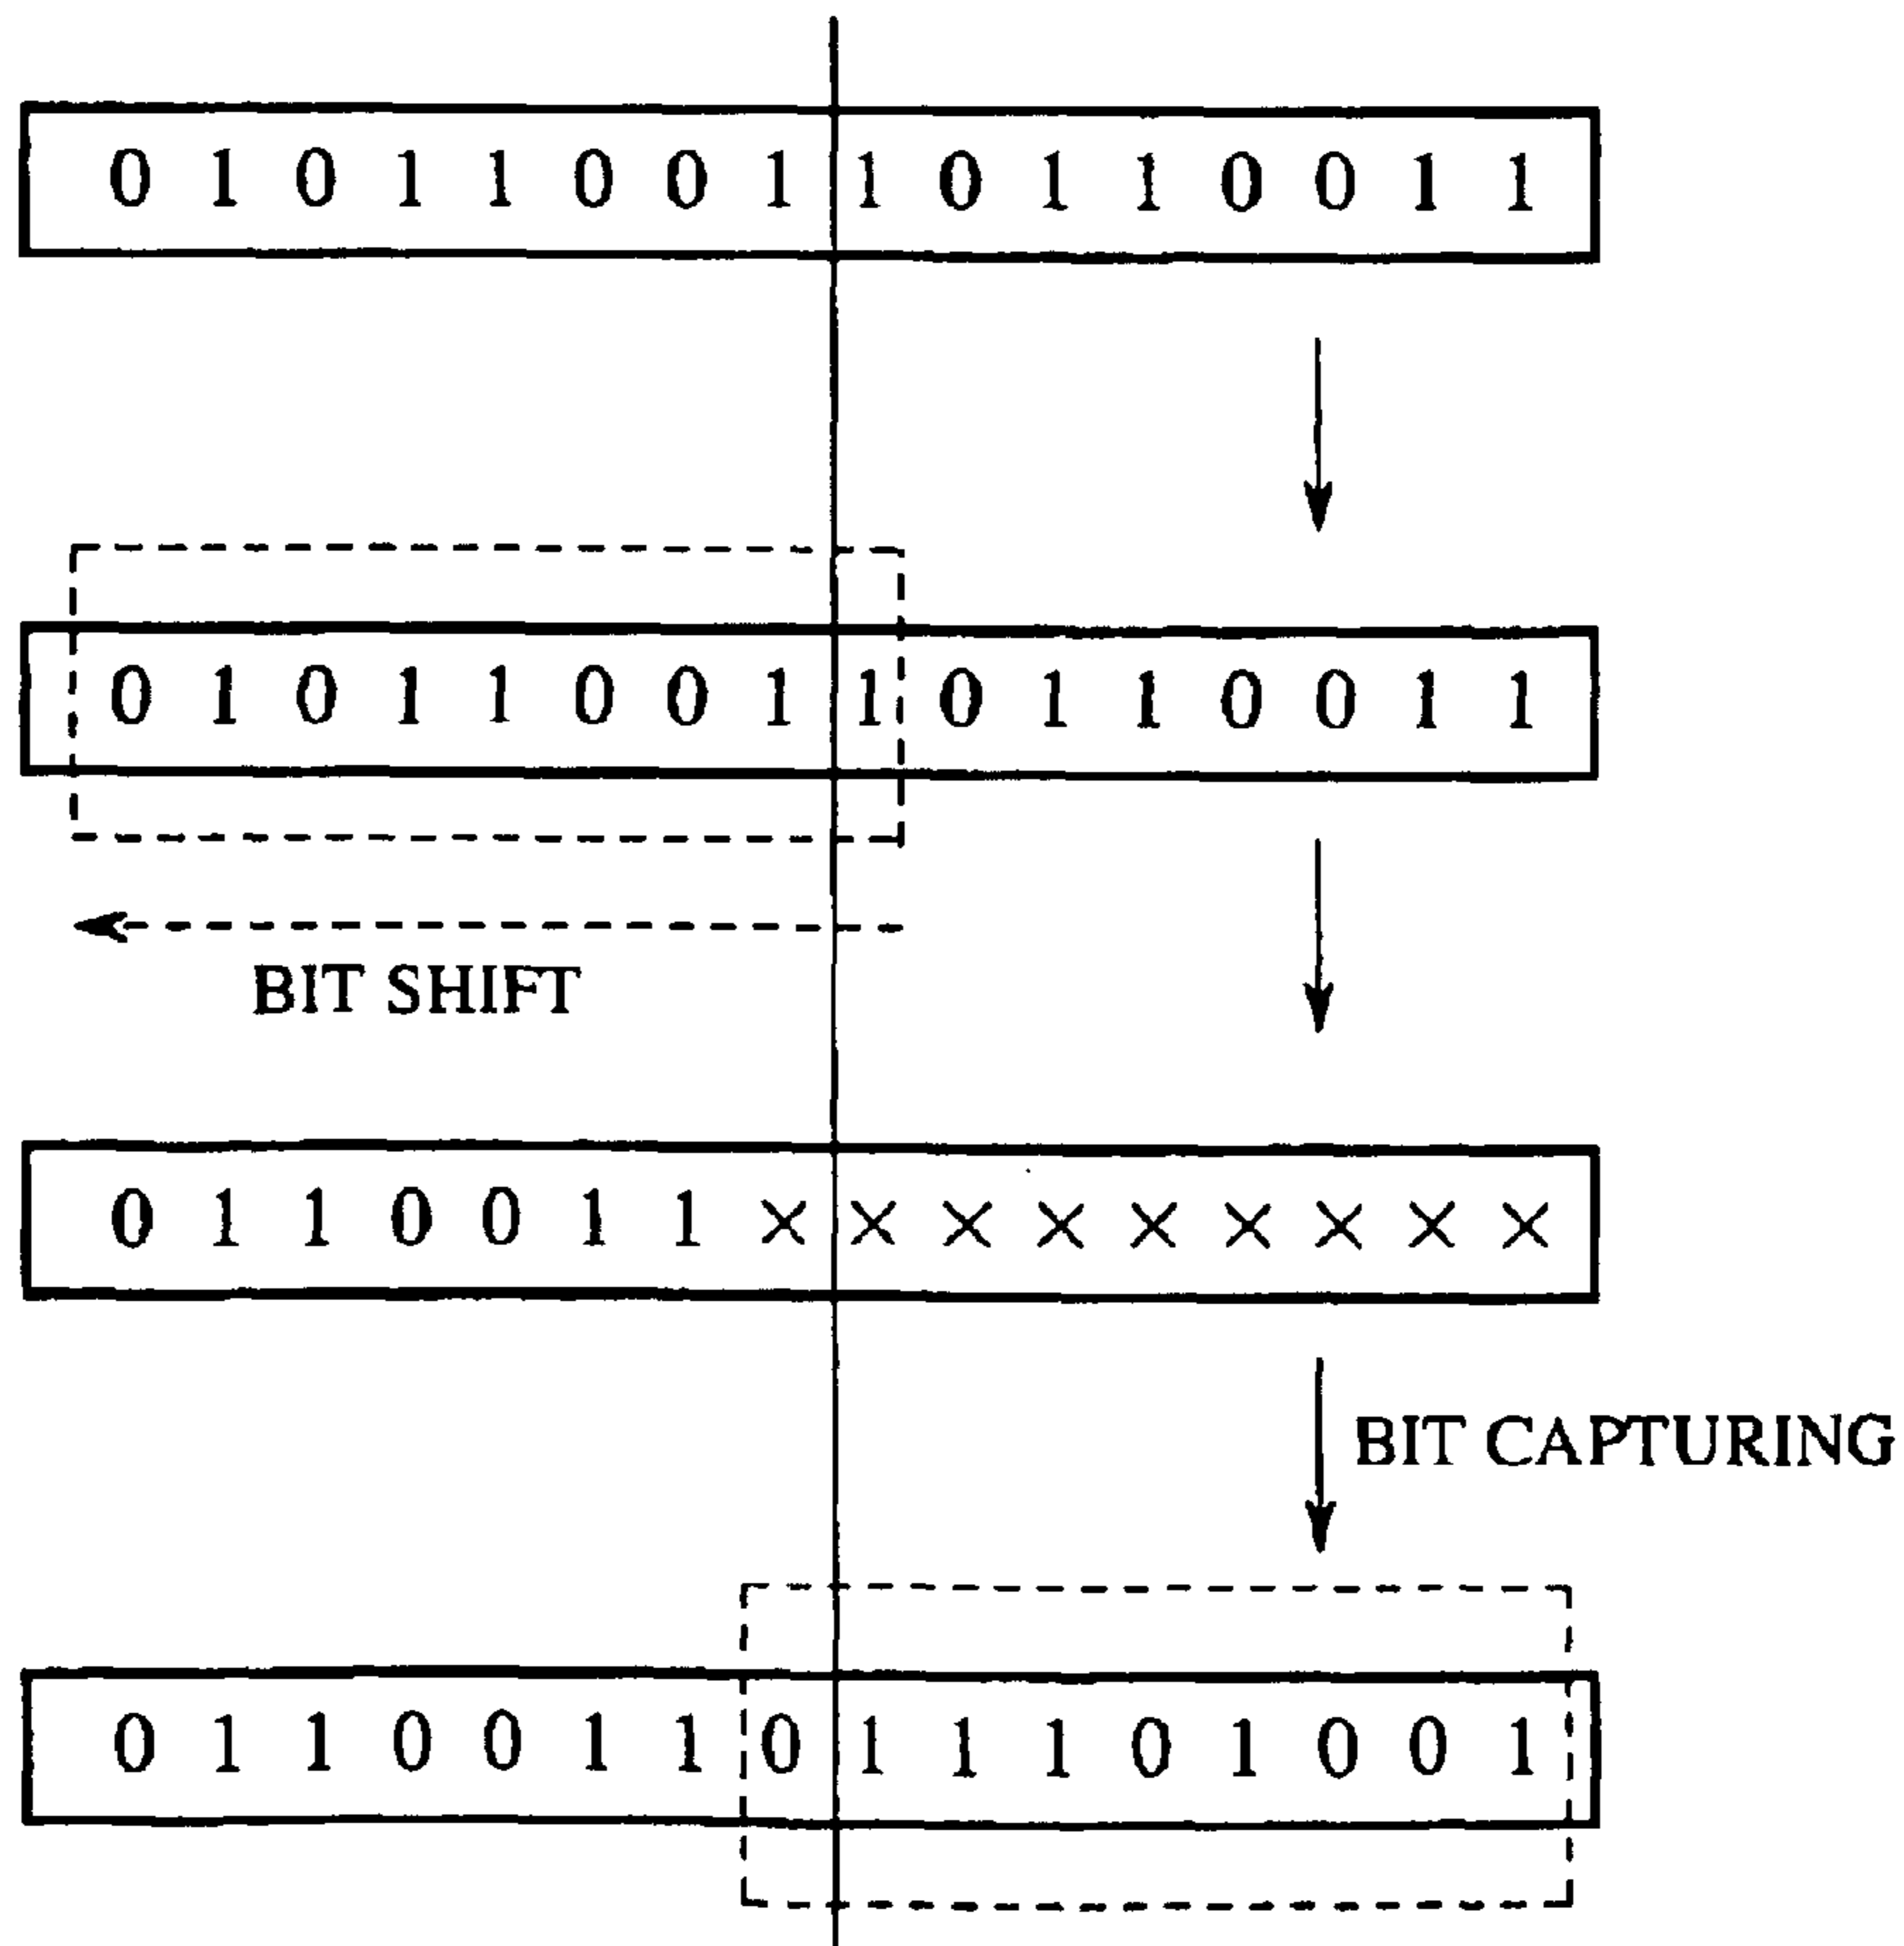 0 1 0 1 1 0 0 1 1 0 1 1 0 0 1 1
0 1 0 1 1 0 0 1 1 0 1 1 0 0 1 1
BIT SHIFT
0 1 1 0 0 1 1 × × × × × × × × ×
BIT CAPTURING
0 1 1 0 0 1 1 0 1 1 1 0 1 0 0 1